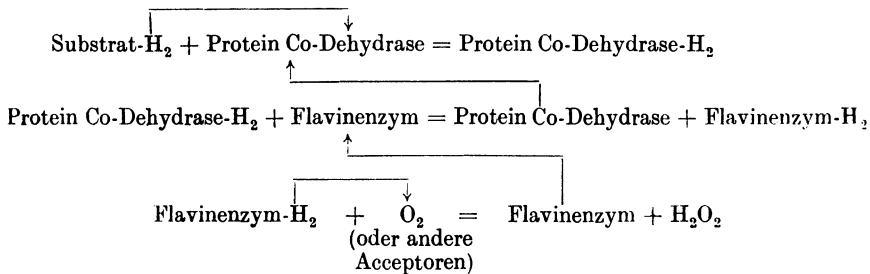 Substrat-H₂ + Protein Co-Dehydrase = Protein Co-Dehydrase-H₂
Protein Co-Dehydrase-H₂ + Flavinenzym = Protein Co-Dehydrase + Flavinenzym-H₂
Flavinenzym-H₂ + O₂ = Flavinenzym + H₂O₂
(oder andere
Acceptoren)